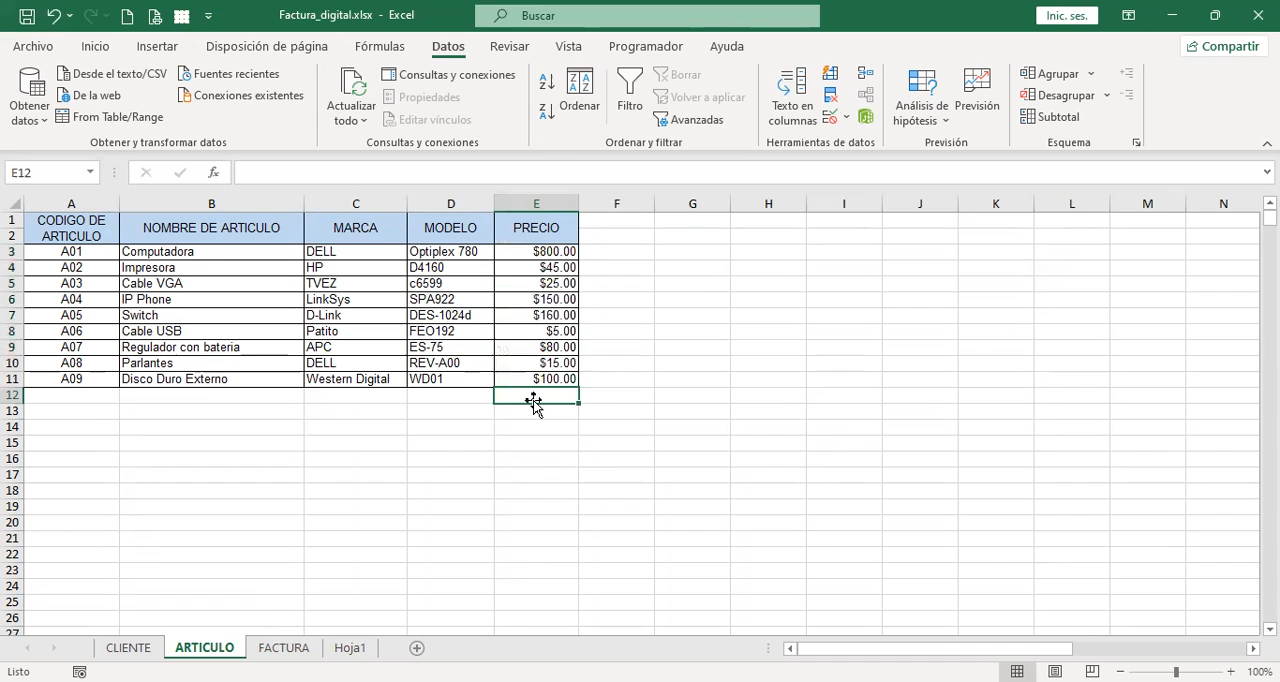 Factura_digital.xlsx - Excel
Buscar
Inic. ses.
Archivo Inicio Insertar Disposición de página Fórmulas Datos Revisar Vista Programador Ayuda
Compartir
Obtener datos
Desde el texto/CSV
De la web
From Table/Range
Fuentes recientes
Conexiones existentes
Obtener y transformar datos
Actualizar todo
Consultas y conexiones
Propiedades
Editar vínculos
Consultas y conexiones
Ordenar
Filtro
Borrar
Volver a aplicar
Avanzadas
Ordenar y filtrar
Texto en columnas
Herramientas de datos
Análisis de hipótesis
Previsión
Previsión
Agrupar
Desagrupar
Subtotal
Esquema
E12
fx
A B C D E F G H I J K L M N
1 CODIGO DE NOMBRE DE ARTICULO MARCA MODELO PRECIO
2 ARTICULO
3 A01 Computadora DELL Optiplex 780 $800.00
4 A02 Impresora HP D4160 $45.00
5 A03 Cable VGA TVEZ c6599 $25.00
6 A04 IP Phone LinkSys SPA922 $150.00
7 A05 Switch D-Link DES-1024d $160.00
8 A06 Cable USB Patito FEO192 $5.00
9 A07 Regulador con bateria APC ES-75 $80.00
10 A08 Parlantes DELL REV-A00 $15.00
11 A09 Disco Duro Externo Western Digital WD01 $100.00
12
13
14
15
16
17
18
19
20
21
22
23
24
25
26
27
CLIENTE ARTICULO FACTURA Hoja1
Listo
100%